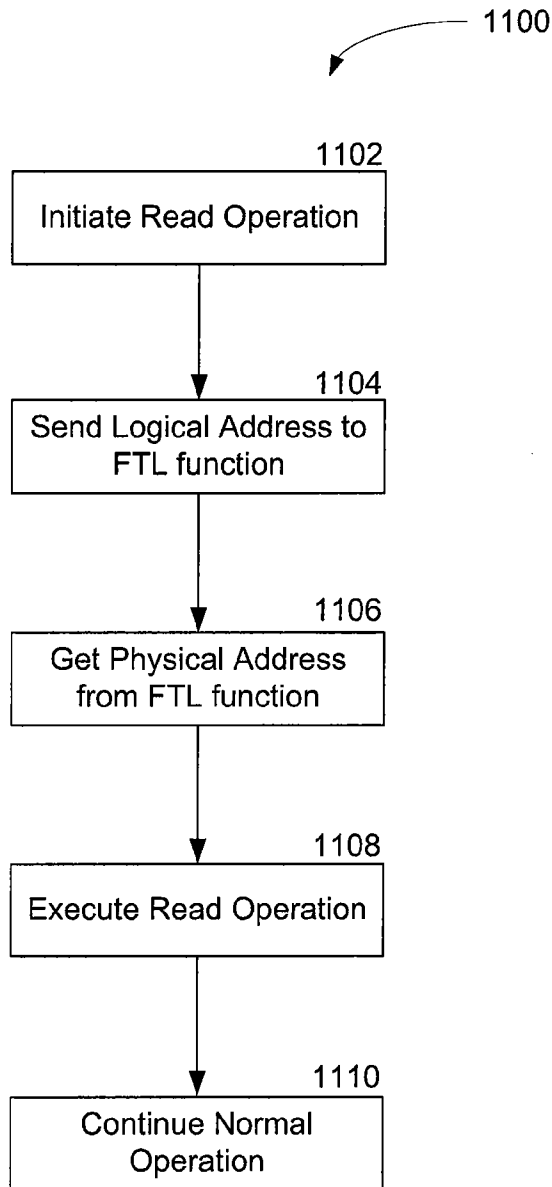 1100
1102
Initiate Read Operation
1104
Send Logical Address to
FTL function
1106
Get Physical Address
from FTL function
1108
Execute Read Operation
1110
Continue Normal
Operation